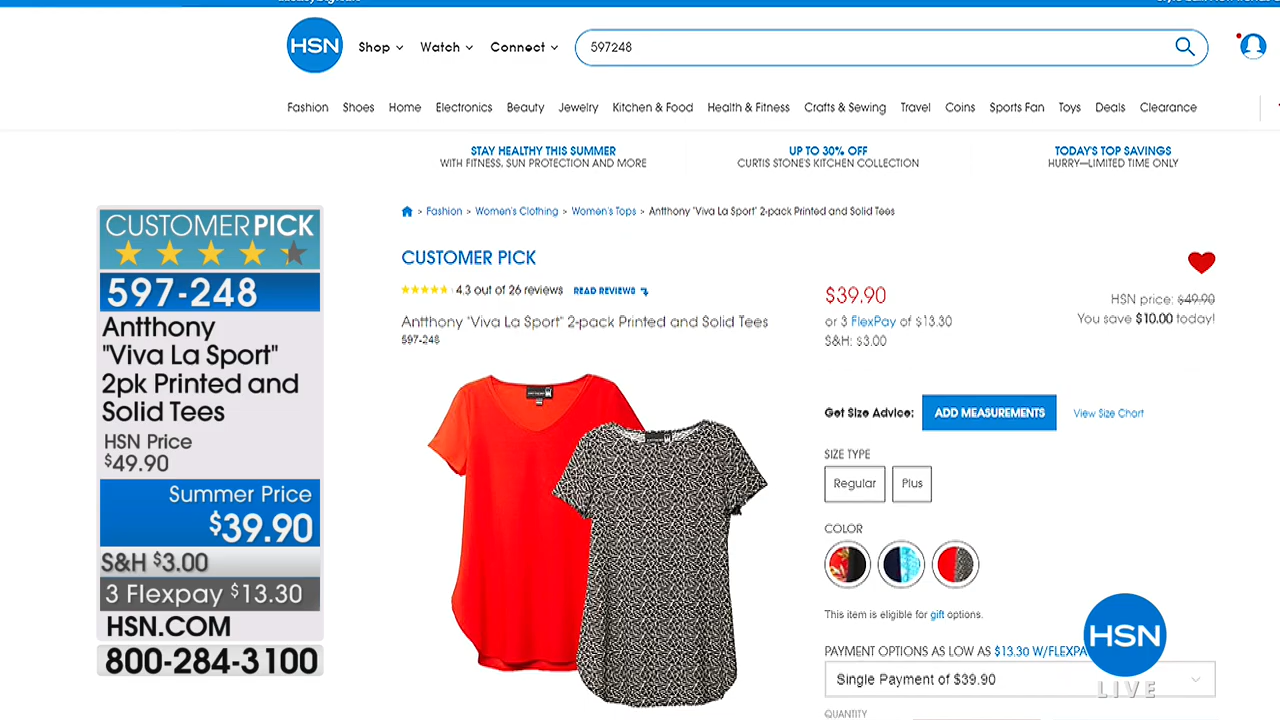 HSN
Shop
Watch
Connect
597248
Fashion Shoes Home Electronics Beauty Jewelry Kitchen & Food Health & Fitness Crafts & Sewing Travel Coins Sports Fan Toys Deals Clearance
STAY HEALTHY THIS SUMMER
WITH FITNESS, SUN PROTECTION AND MORE
UP TO 30% OFF
CURTIS STONE'S KITCHEN COLLECTION
TODAY'S TOP SAVINGS
HURRY—LIMITED TIME ONLY
CUSTOMER PICK
597-248
Antthony
"Viva La Sport"
2pk Printed and
Solid Tees
HSN Price
$49.90
Summer Price
$39.90
S&H $3.00
3 Flexpay $13.30
HSN.COM
800-284-3100
> Fashion > Women's Clothing > Women's Tops > Antthony "Viva La Sport" 2-pack Printed and Solid Tees
CUSTOMER PICK
4.3 out of 26 reviews READ REVIEWS
Antthony "Viva La Sport" 2-pack Printed and Solid Tees
597-248
$39.90
or 3 FlexPay of $13.30
S&H: $3.00
HSN price: $49.90
You save $10.00 today!
Get Size Advice: ADD MEASUREMENTS View Size Chart
SIZE TYPE
Regular Plus
COLOR
This item is eligible for gift options.
PAYMENT OPTIONS AS LOW AS $13.30 W/FLEXPA
Single Payment of $39.90
QUANTITY
HSN
LIVE